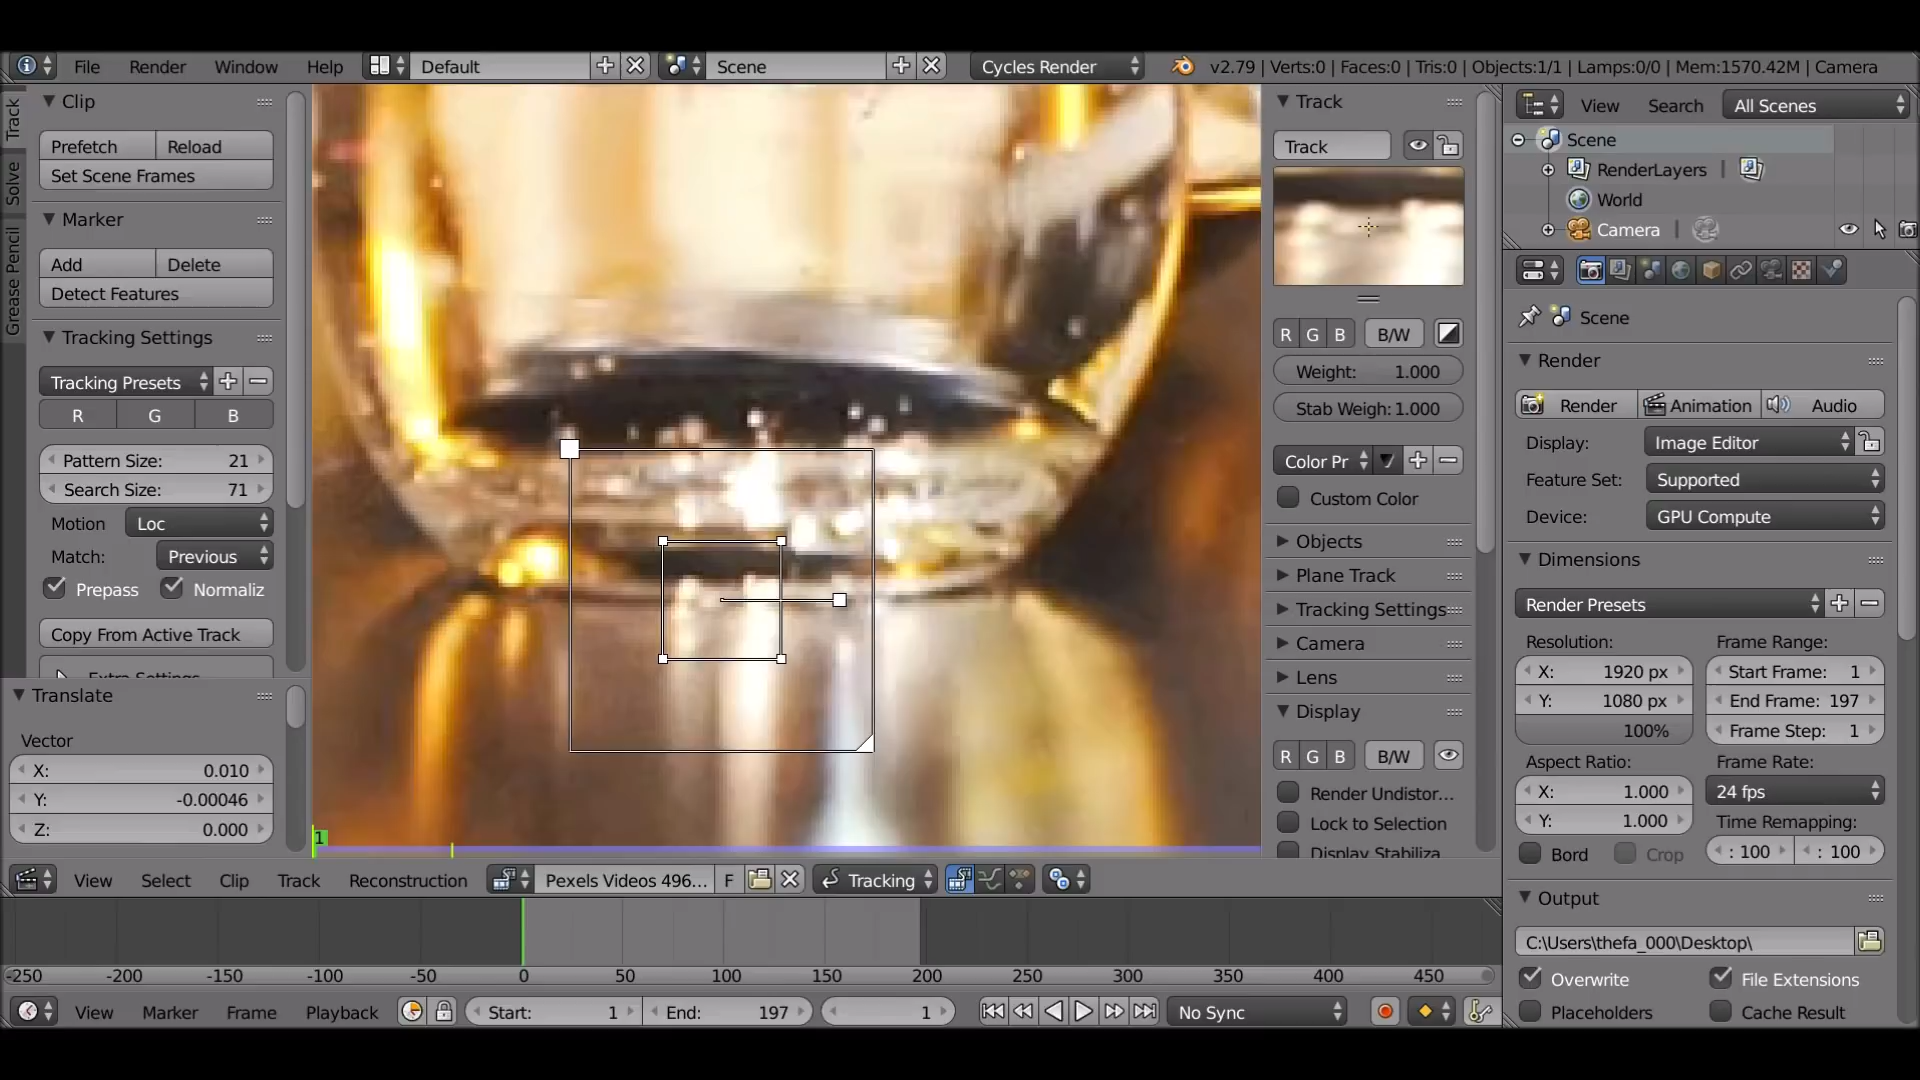 File Render Window Help Default Scene Cycles Render v2.79 | Verts:0 | Faces:0 | Tris:0 | Objects:1/1 | Lamps:0/0 | Mem:1570.42M | Camera
Track
Solve
Grease Pencil
Clip
Prefetch Reload
Set Scene Frames
Marker
Add Delete
Detect Features
Tracking Settings
Tracking Presets
R G B
Pattern Size: 21
Search Size: 71
Motion Loc
Match: Previous
Prepass Normaliz
Copy From Active Track
Translate
Vector
X: 0.010
Y: -0.00046
Z: 0.000
1
Track
Track
R G B B/W
Weight: 1.000
Stab Weigh: 1.000
Color Pr
Custom Color
Objects
Plane Track
Tracking Settings
Camera
Lens
Display
R G B B/W
Render Undistor...
Lock to Selection
View Search All Scenes
Scene
RenderLayers |
World
Camera |
Scene
Render
Render Animation Audio
Display: Image Editor
Feature Set: Supported
Device: GPU Compute
Dimensions
Render Presets
Resolution: Frame Range:
X: 1920 px Start Frame: 1
Y: 1080 px End Frame: 197
100% Frame Step: 1
Aspect Ratio: Frame Rate:
X: 1.000 24 fps
Y: 1.000 Time Remapping:
Bord Crop : 100 : 100
Output
C:\Users\thefa_000\Desktop\
Overwrite File Extensions
Placeholders Cache Result
View Select Clip Track Reconstruction Pexels Videos 496... F Tracking
-250 -200 -150 -100 -50 0 50 100 150 200 250 300 350 400 450
View Marker Frame Playback Start: 1 End: 197 1 No Sync